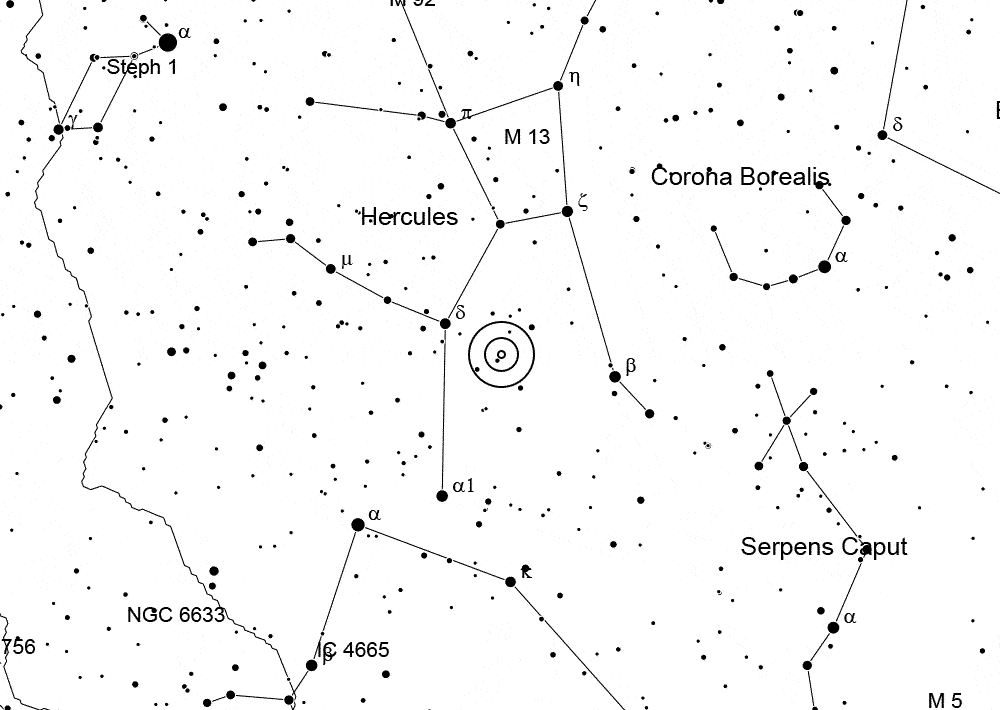 M 92
α
Steph 1
γ
η
π
M 13
δ
Corona Borealis
ζ
Hercules
μ
α
δ
β
α1
α
Serpens Caput
κ
NGC 6633
α
756
IC 4665
β
M 5